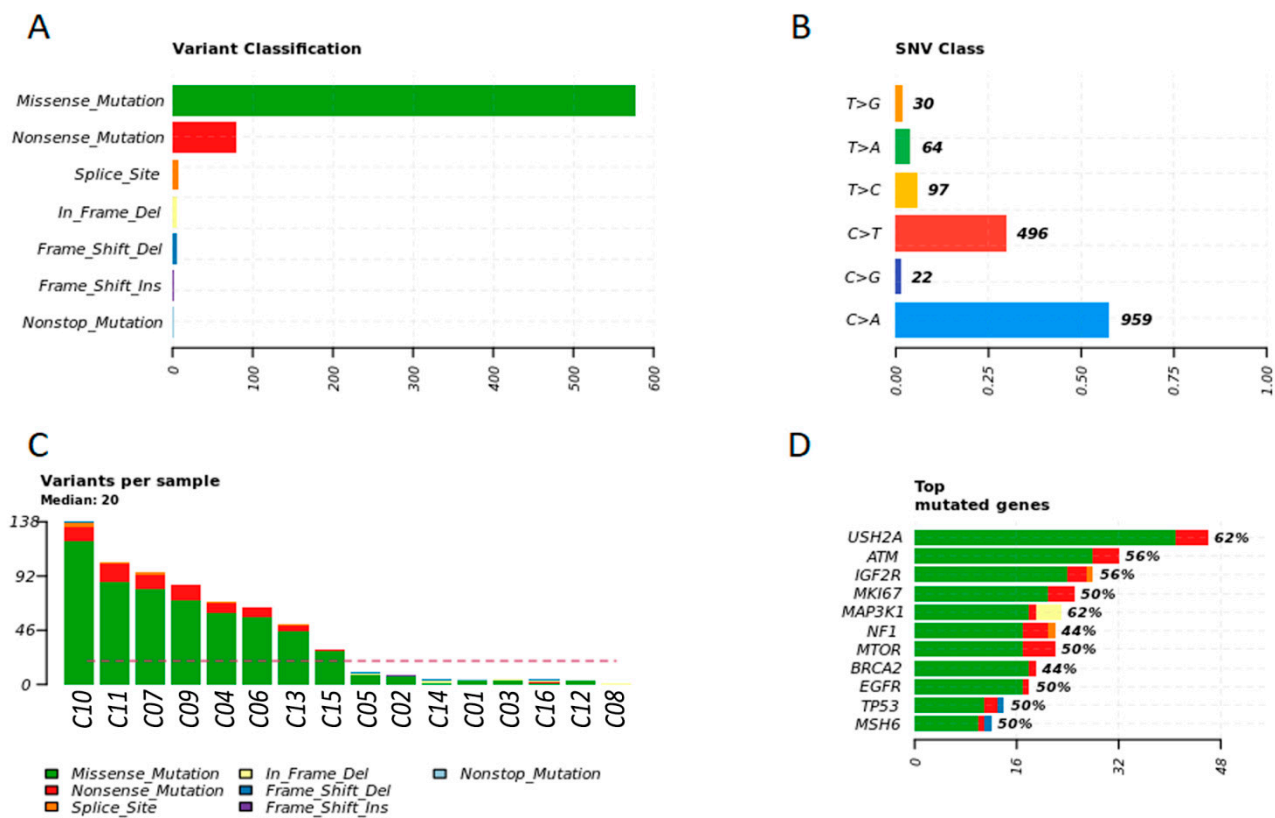 A
Variant Classification
Missense_Mutation
Nonsense_Mutation
Splice_Site
In_Frame_Del
Frame_Shift_Del
Frame_Shift_Ins
Nonstop_Mutation
0 100 200 300 400 500 600
B
SNV Class
T>G 30
T>A 64
T>C 97
C>T 496
C>G 22
C>A 959
0.00 0.25 0.50 0.75 1.00
C
Variants per sample
Median: 20
138
92
46
0
C10 C11 C07 C09 C04 C06 C13 C15 C05 C02 C14 C01 C03 C16 C12 C08
Missense_Mutation In_Frame_Del Nonstop_Mutation
Nonsense_Mutation Frame_Shift_Del
Splice_Site Frame_Shift_Ins
D
Top
mutated genes
USH2A 62%
ATM 56%
IGF2R 56%
MKI67 50%
MAP3K1 62%
NF1 44%
MTOR 50%
BRCA2 44%
EGFR 50%
TP53 50%
MSH6 50%
0 16 32 48